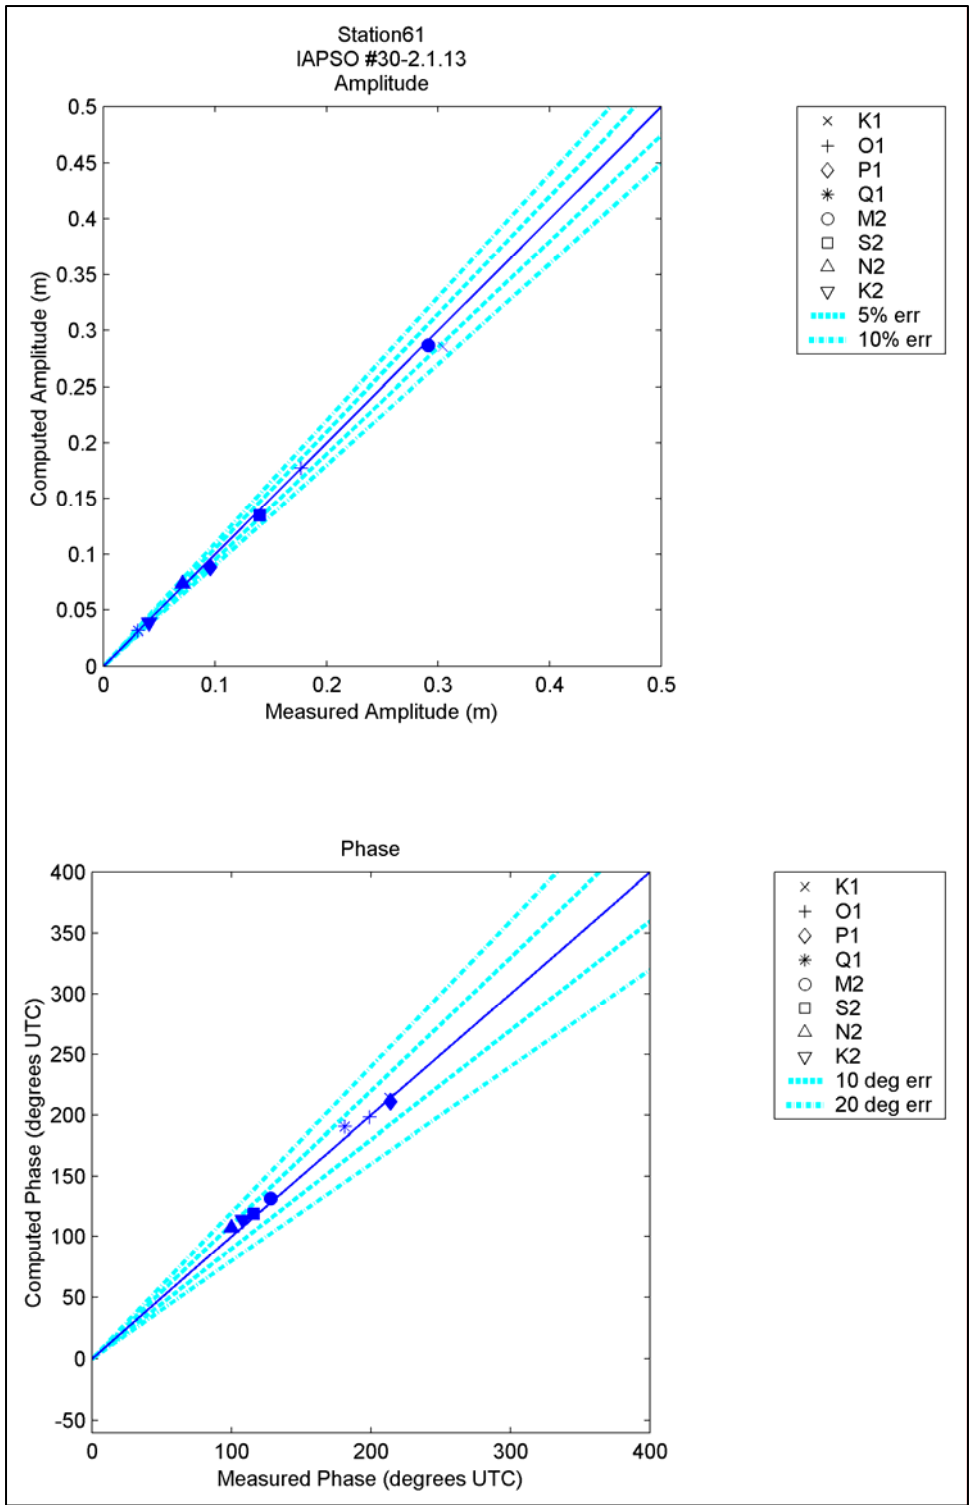 Station61
IAPSO #30-2.1.13
Amplitude
0.5
0.45
0.4
0.35
0.3
0.25
0.2
0.15
0.1
0.05
0
Computed Amplitude (m)
0 0.1 0.2 0.3 0.4 0.5
Measured Amplitude (m)
K1
O1
P1
Q1
M2
S2
N2
K2
5% err
10% err
Phase
400
350
300
250
200
150
100
50
0
-50
Computed Phase (degrees UTC)
0 100 200 300 400
Measured Phase (degrees UTC)
K1
O1
P1
Q1
M2
S2
N2
K2
10 deg err
20 deg err